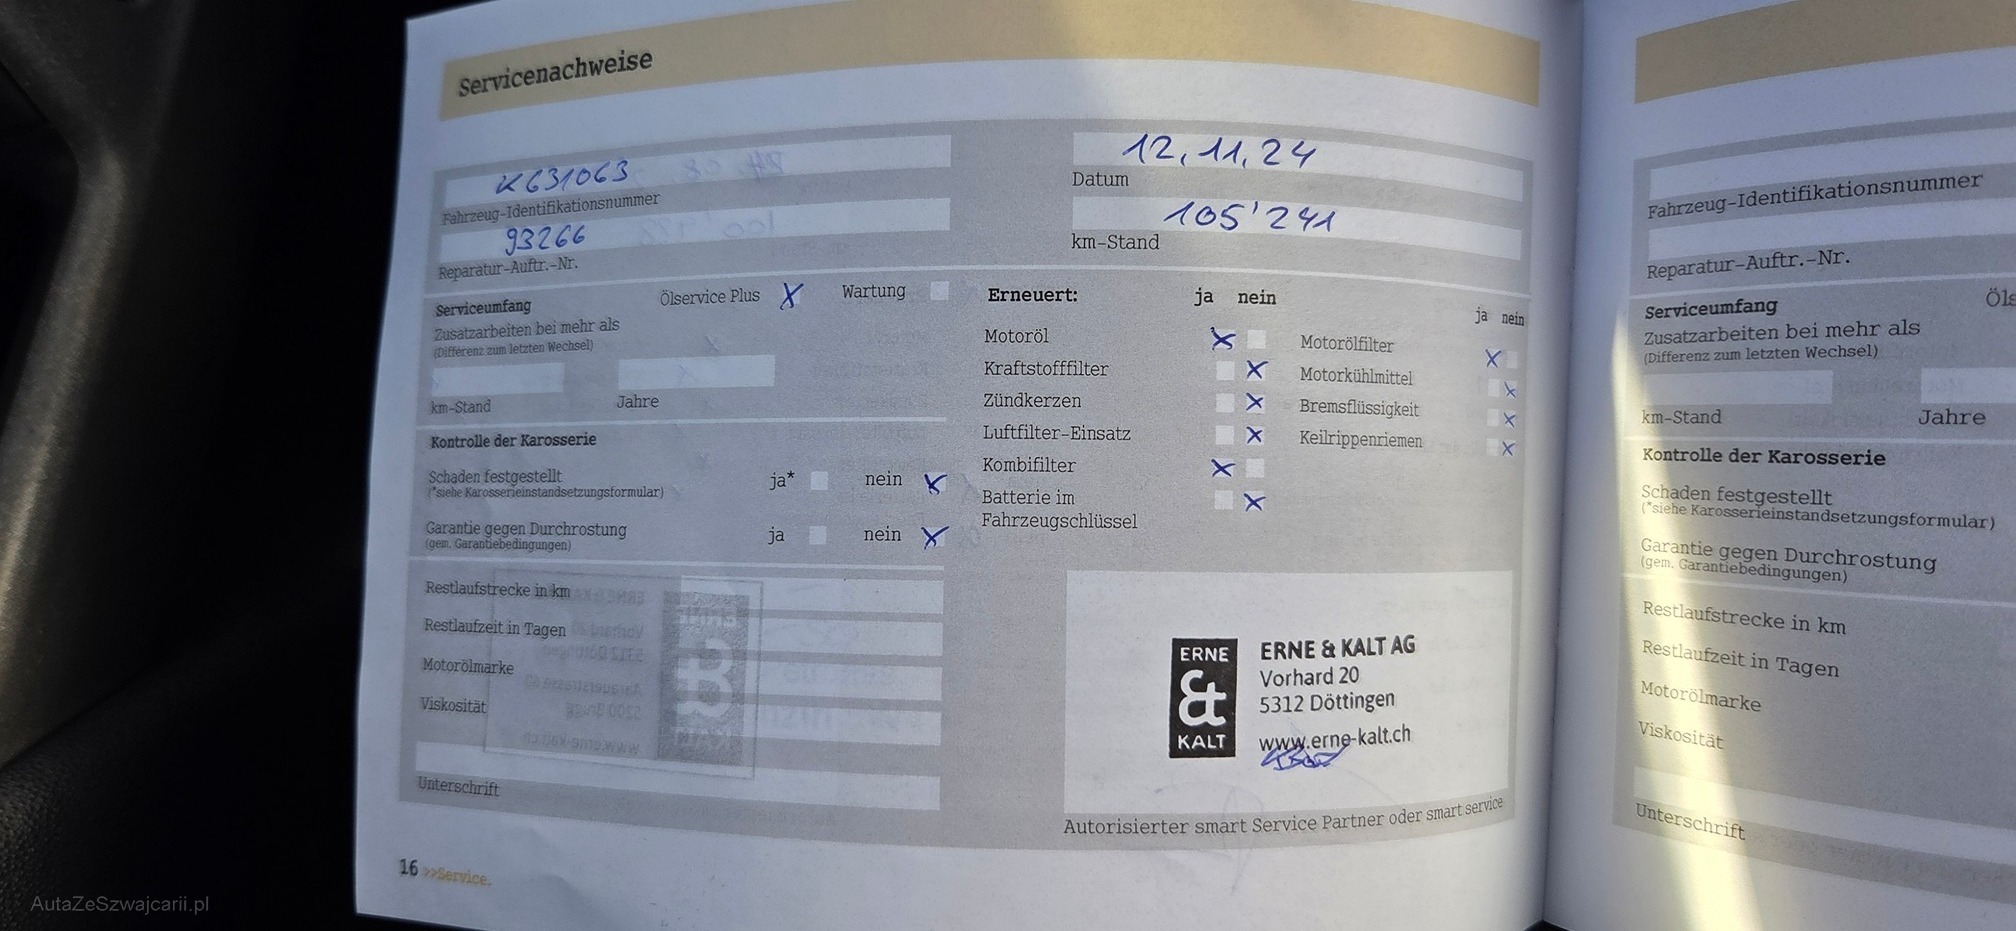 Servicenachweise
K631063
Fahrzeug-Identifikationsnummer
93266
Reparatur-Auftr.-Nr.
12.11.24
Datum
105'241
km-Stand
Serviceumfang
Ölservice Plus X Wartung
Zusatzarbeiten bei mehr als
(Differenz zum letzten Wechsel)
km-Stand Jahre
Kontrolle der Karosserie
Schaden festgestellt ja* nein X
(*siehe Karosserieinstandsetzungsformular)
Garantie gegen Durchrostung ja nein X
(gem. Garantiebedingungen)
Restlaufstrecke in km
Restlaufzeit in Tagen
Motorölmarke
Viskosität
Unterschrift
Erneuert: ja nein
ja nein
Motoröl X
Kraftstofffilter X
Zündkerzen X
Luftfilter-Einsatz X
Kombifilter X
Batterie im X
Fahrzeugschlüssel
Motorölfilter X
Motorkühlmittel X
Bremsflüssigkeit X
Keilrippenriemen X
ERNE
&
KALT
ERNE & KALT AG
Vorhard 20
5312 Döttingen
www.erne-kalt.ch
Autorisierter smart Service Partner oder smart service
16 >>Service.
Fahrzeug-Identifikationsnummer
Reparatur-Auftr.-Nr.
Serviceumfang
Zusatzarbeiten bei mehr als
(Differenz zum letzten Wechsel)
km-Stand Jahre
Kontrolle der Karosserie
Schaden festgestellt
(*siehe Karosserieinstandsetzungsformular)
Garantie gegen Durchrostung
(gem. Garantiebedingungen)
Restlaufstrecke in km
Restlaufzeit in Tagen
Motorölmarke
Viskosität
Unterschrift
AutaZeSzwajcarii.pl